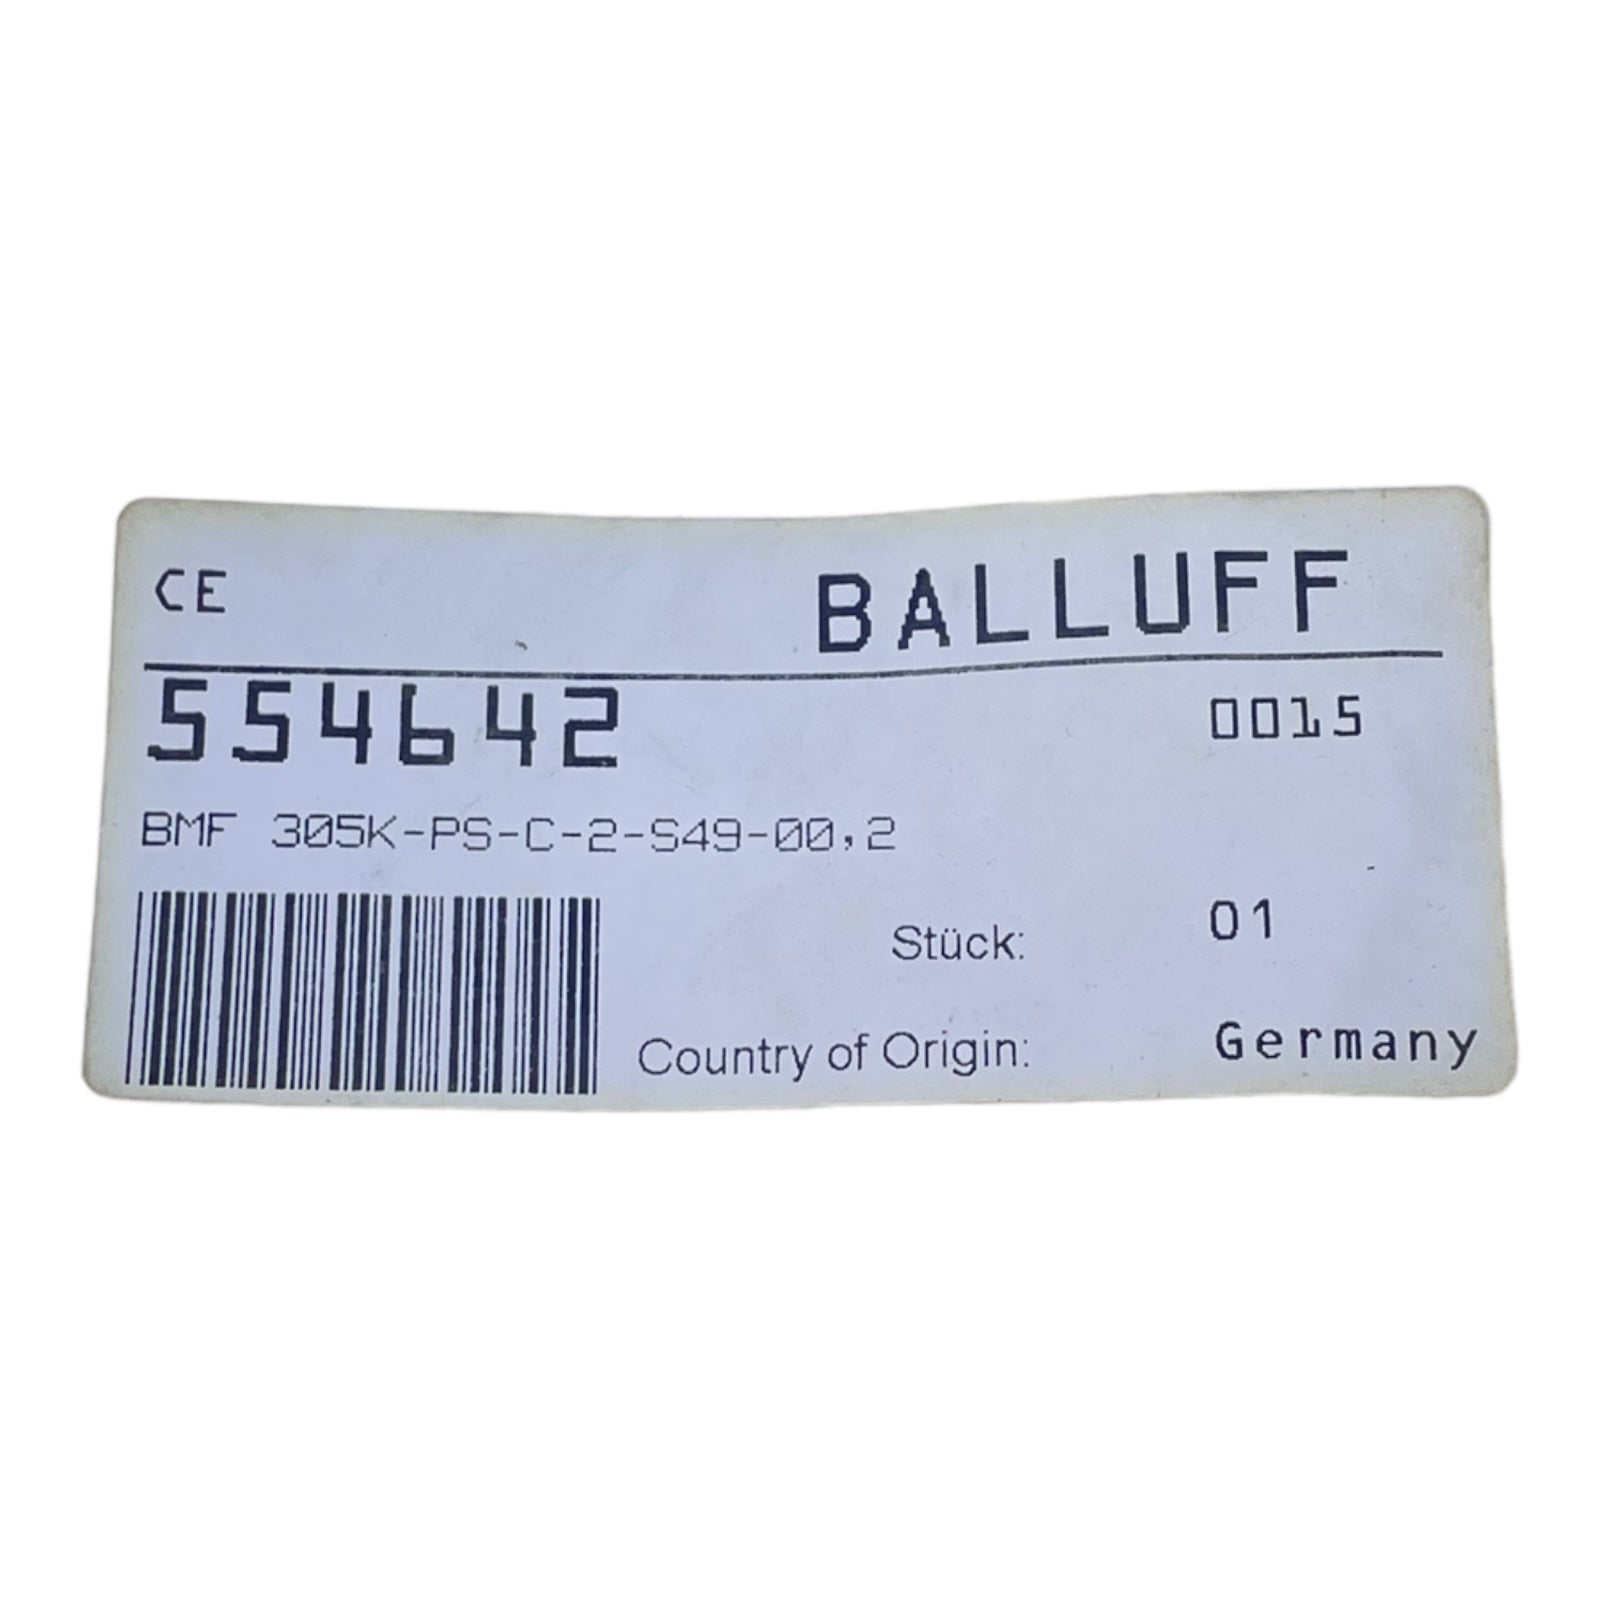 CE BALLUFF
554642 0015
BMF 305K-PS-C-2-S49-00,2
Stück: 01
Country of Origin: Germany